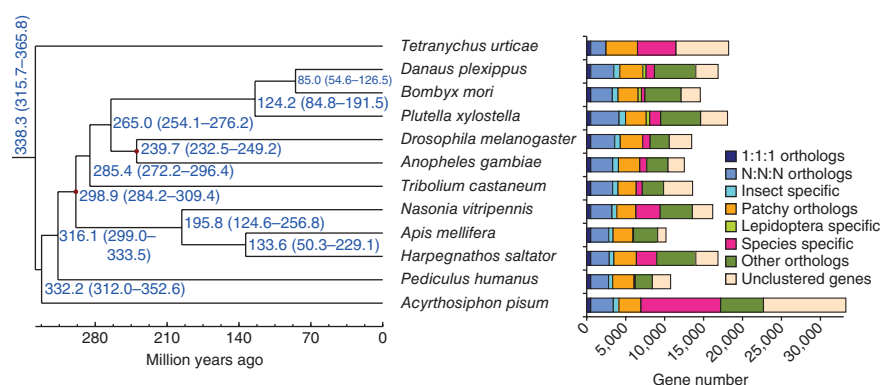 338.3 (315.7–365.8)
Tetranychus urticae
Danaus plexippus
85.0 (54.6–126.5)
Bombyx mori
124.2 (84.8–191.5)
Plutella xylostella
265.0 (254.1–276.2)
Drosophila melanogaster
239.7 (232.5–249.2)
Anopheles gambiae
285.4 (272.2–296.4)
Tribolium castaneum
298.9 (284.2–309.4)
Nasonia vitripennis
195.8 (124.6–256.8)
Apis mellifera
316.1 (299.0–
333.5)
133.6 (50.3–229.1)
Harpegnathos saltator
Pediculus humanus
332.2 (312.0–352.6)
Acyrthosiphon pisum
280 210 140 70 0
Million years ago
1:1:1 orthologs
N:N:N orthologs
Insect specific
Patchy orthologs
Lepidoptera specific
Species specific
Other orthologs
Unclustered genes
0 5,000 10,000 15,000 20,000 25,000 30,000
Gene number